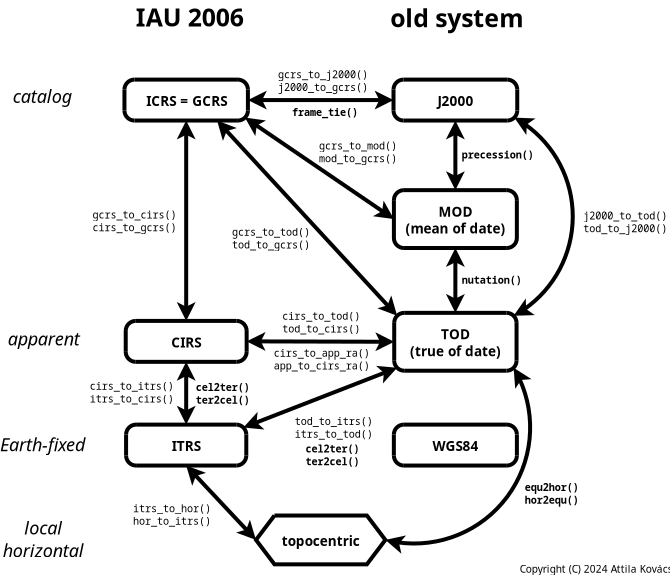 IAU 2006
old system
catalog
ICRS = GCRS
gcrs_to_j2000()
j2000_to_gcrs()
frame_tie()
J2000
gcrs_to_mod()
mod_to_gcrs()
precession()
MOD
(mean of date)
gcrs_to_cirs()
cirs_to_gcrs()
gcrs_to_tod()
tod_to_gcrs()
j2000_to_tod()
tod_to_j2000()
nutation()
apparent
CIRS
cirs_to_tod()
tod_to_cirs()
cirs_to_app_ra()
app_to_cirs_ra()
TOD
(true of date)
cirs_to_itrs()
itrs_to_cirs()
cel2ter()
ter2cel()
Earth-fixed
ITRS
tod_to_itrs()
itrs_to_tod()
cel2ter()
ter2cel()
WGS84
equ2hor()
hor2equ()
itrs_to_hor()
hor_to_itrs()
local
horizontal
topocentric
Copyright (C) 2024 Attila Kovács